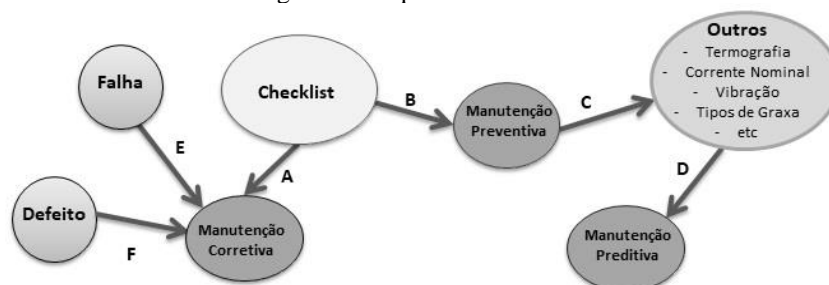 Outros
- Termografia
- Corrente Nominal
- Vibração
- Tipos de Graxa
- etc
Falha
Checklist
B
Manutenção
Preventiva
C
E
A
D
Defeito
F
Manutenção
Corretiva
Manutenção
Preditiva